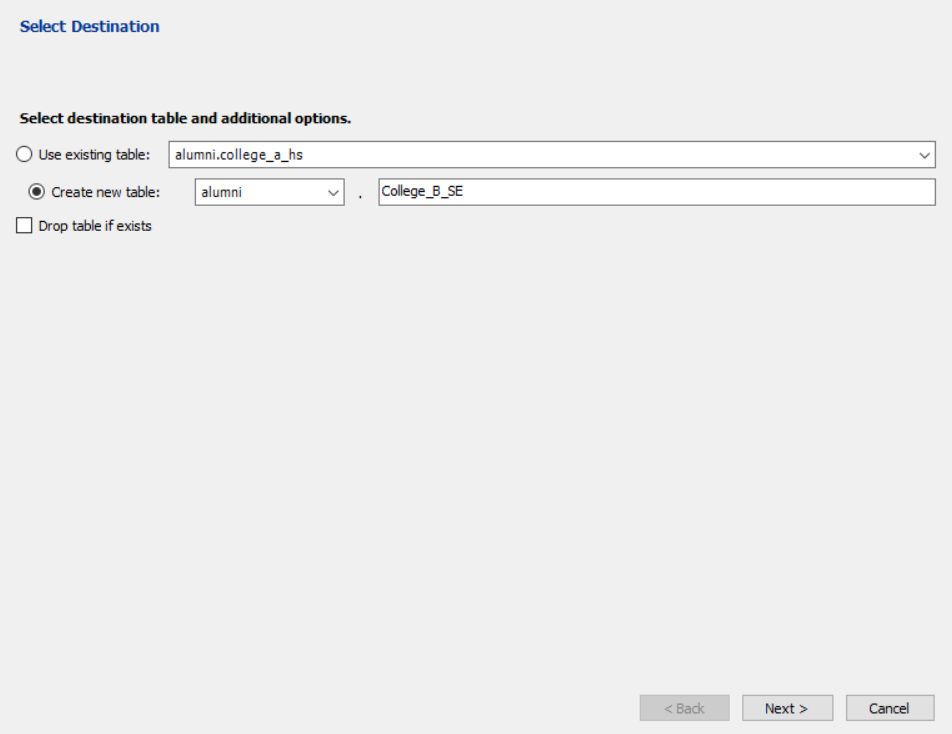 Select Destination
Select destination table and additional options.
Use existing table: alumni.college_a_hs
Create new table: alumni . College_B_SE
Drop table if exists
< Back Next > Cancel